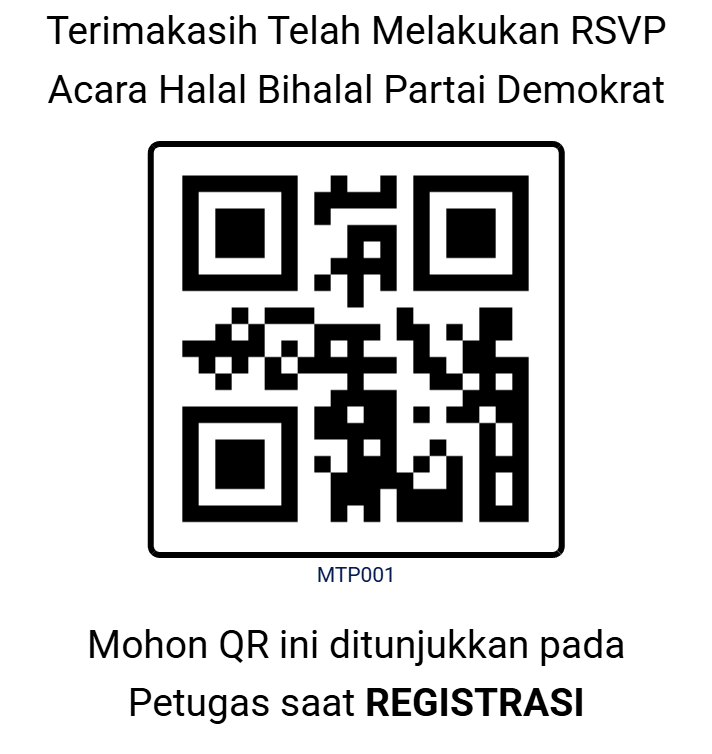 Terimakasih Telah Melakukan RSVP
Acara Halal Bihalal Partai Demokrat
MTP001
Mohon QR ini ditunjukkan pada
Petugas saat REGISTRASI